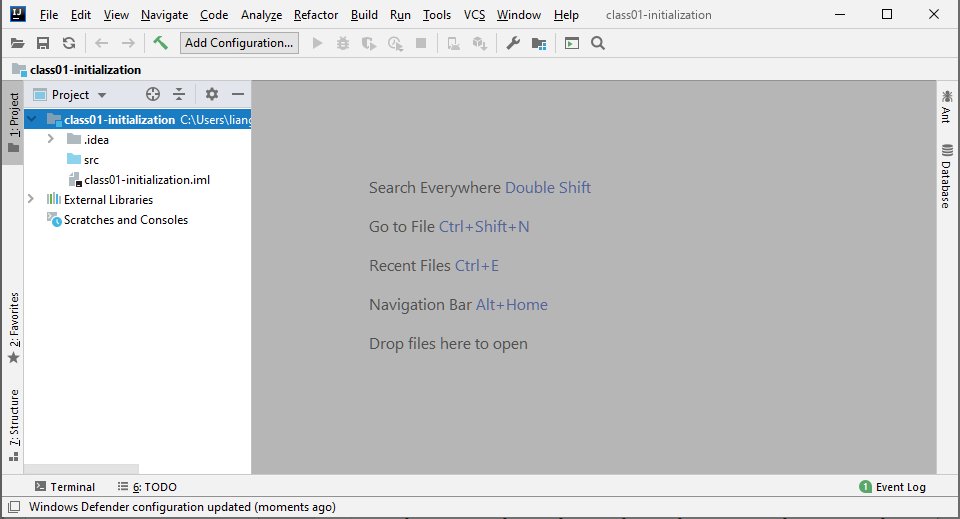 IJ File Edit View Navigate Code Analyze Refactor Build Run Tools VCS Window Help class01-initialization
Add Configuration...
class01-initialization
1: Project
Project
class01-initialization C:\Users\liang
.idea
src
class01-initialization.iml
External Libraries
Scratches and Consoles
Search Everywhere Double Shift
Go to File Ctrl+Shift+N
Recent Files Ctrl+E
Navigation Bar Alt+Home
Drop files here to open
Ant
Database
2: Favorites
7: Structure
Terminal 6: TODO 1 Event Log
Windows Defender configuration updated (moments ago)